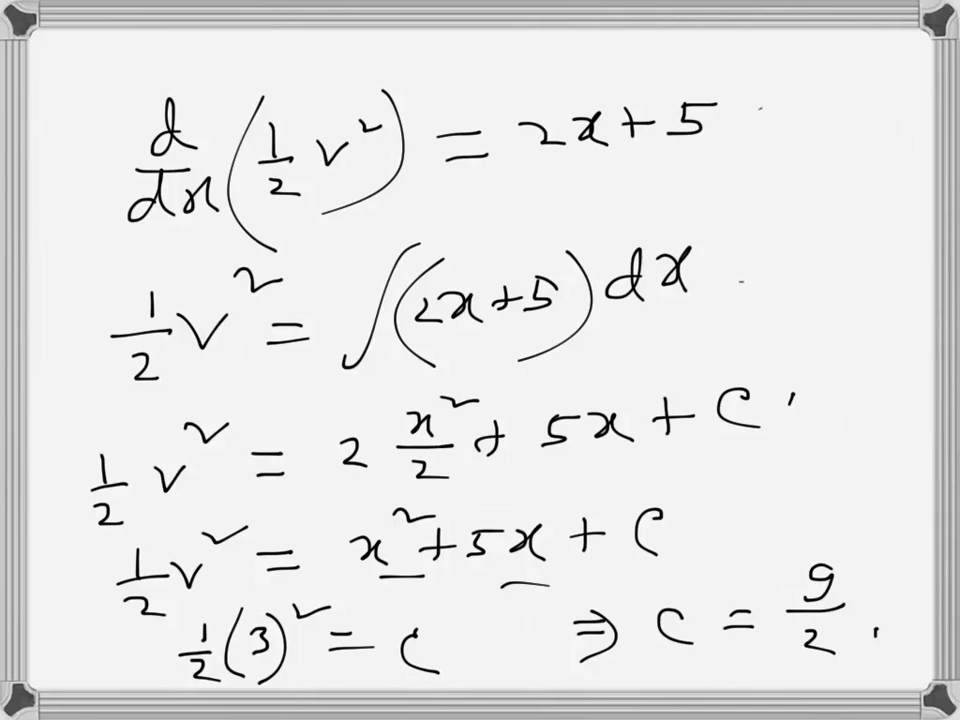 d/dx (1/2 v²) = 2x + 5
1/2 v² = ∫(2x + 5) dx
1/2 v² = 2 x²/2 + 5x + C
1/2 v² = x² + 5x + C
1/2 (3)² = C ⇒ C = 9/2.